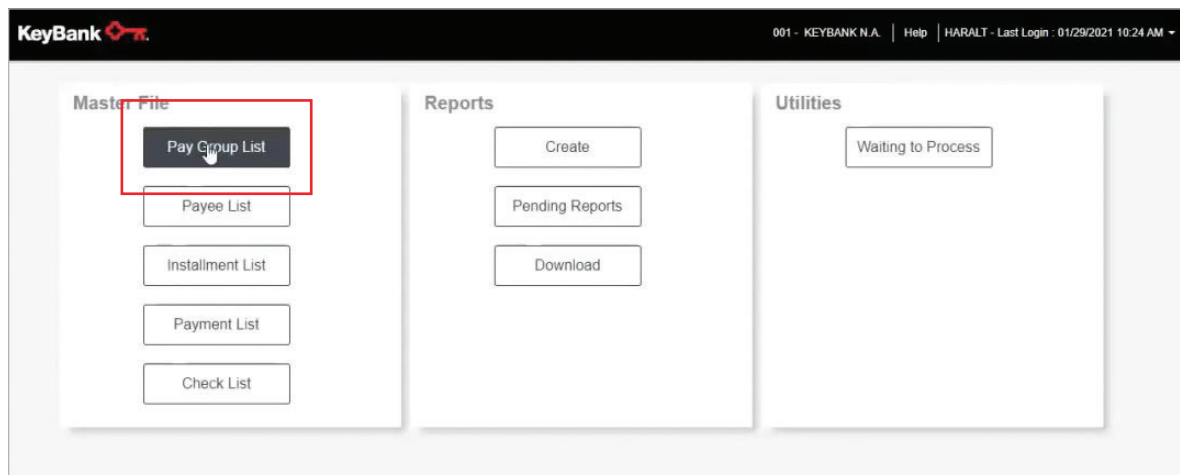 KeyBank
001 - KEYBANK N.A. | Help | HARALT - Last Login : 01/29/2021 10:24 AM
Master File
Pay Group List
Payee List
Installment List
Payment List
Check List
Reports
Create
Pending Reports
Download
Utilities
Waiting to Process